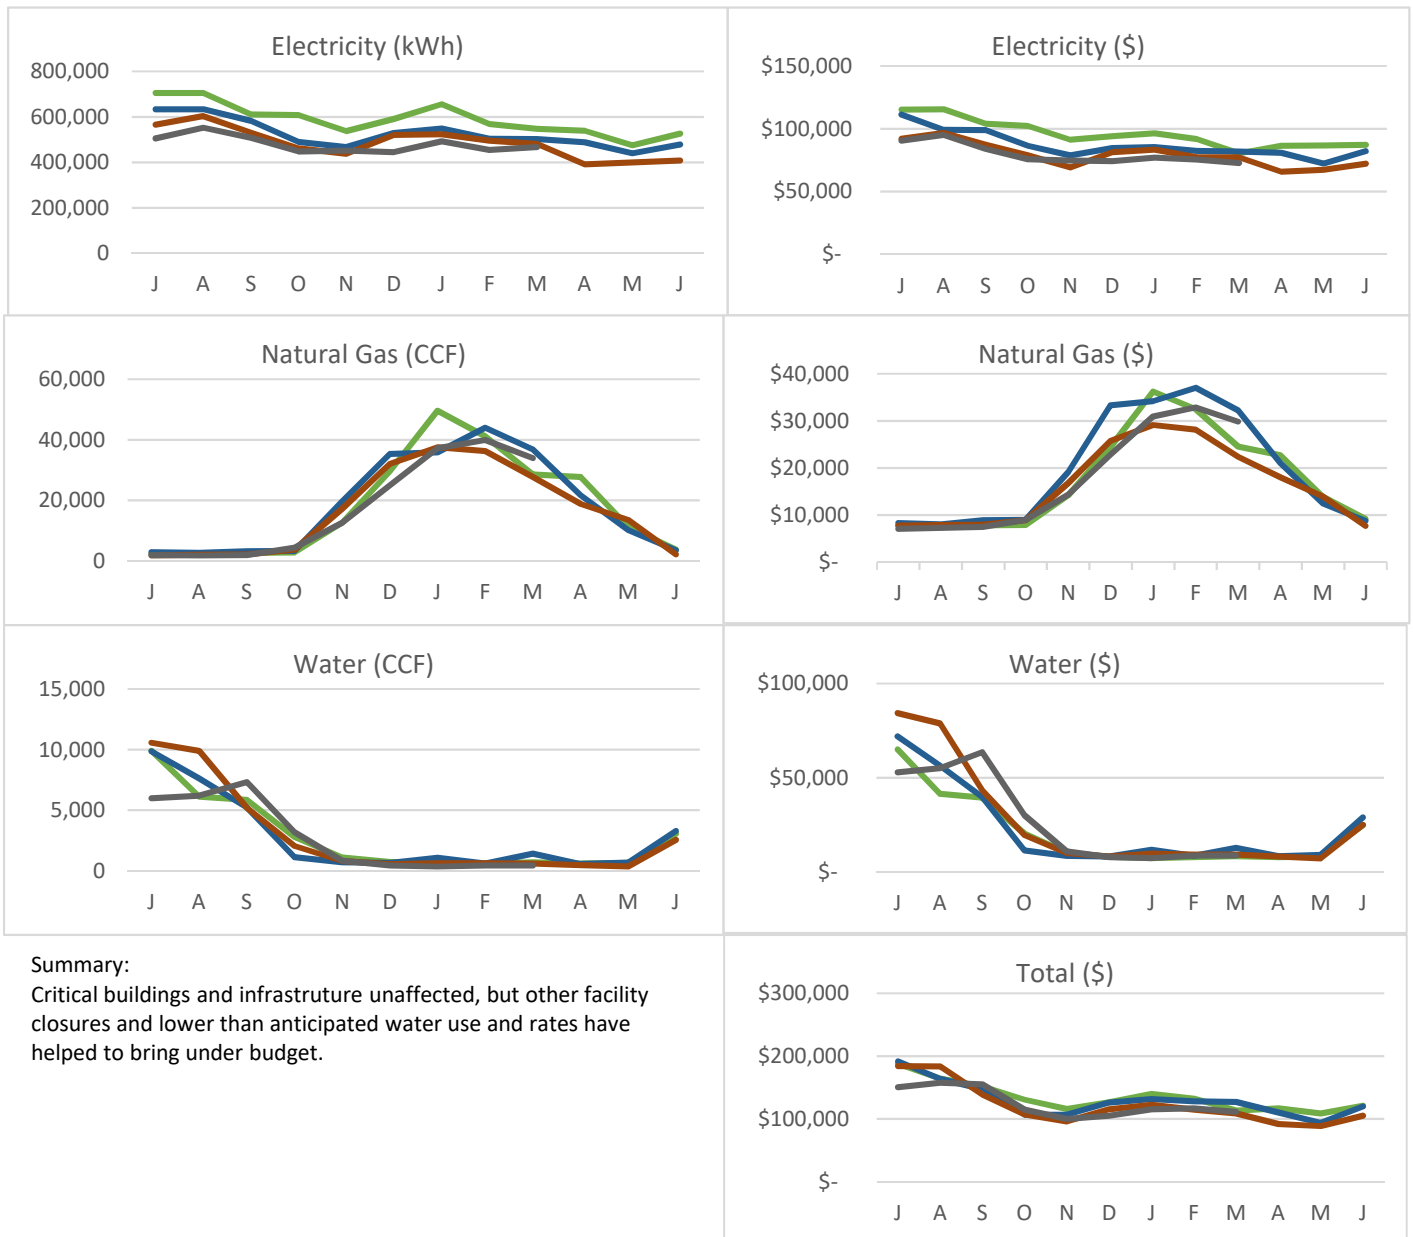 Electricity (kWh)
800,000
600,000
400,000
200,000
0
J A S O N D J F M A M J
Electricity ($)
$150,000
$100,000
$50,000
$-
J A S O N D J F M A M J
Natural Gas (CCF)
60,000
40,000
20,000
0
J A S O N D J F M A M J
Natural Gas ($)
$40,000
$30,000
$20,000
$10,000
$-
J A S O N D J F M A M J
Water (CCF)
15,000
10,000
5,000
0
J A S O N D J F M A M J
Water ($)
$100,000
$50,000
$-
J A S O N D J F M A M J
Summary:
Critical buildings and infrastruture unaffected, but other facility
closures and lower than anticipated water use and rates have
helped to bring under budget.
Total ($)
$300,000
$200,000
$100,000
$-
J A S O N D J F M A M J